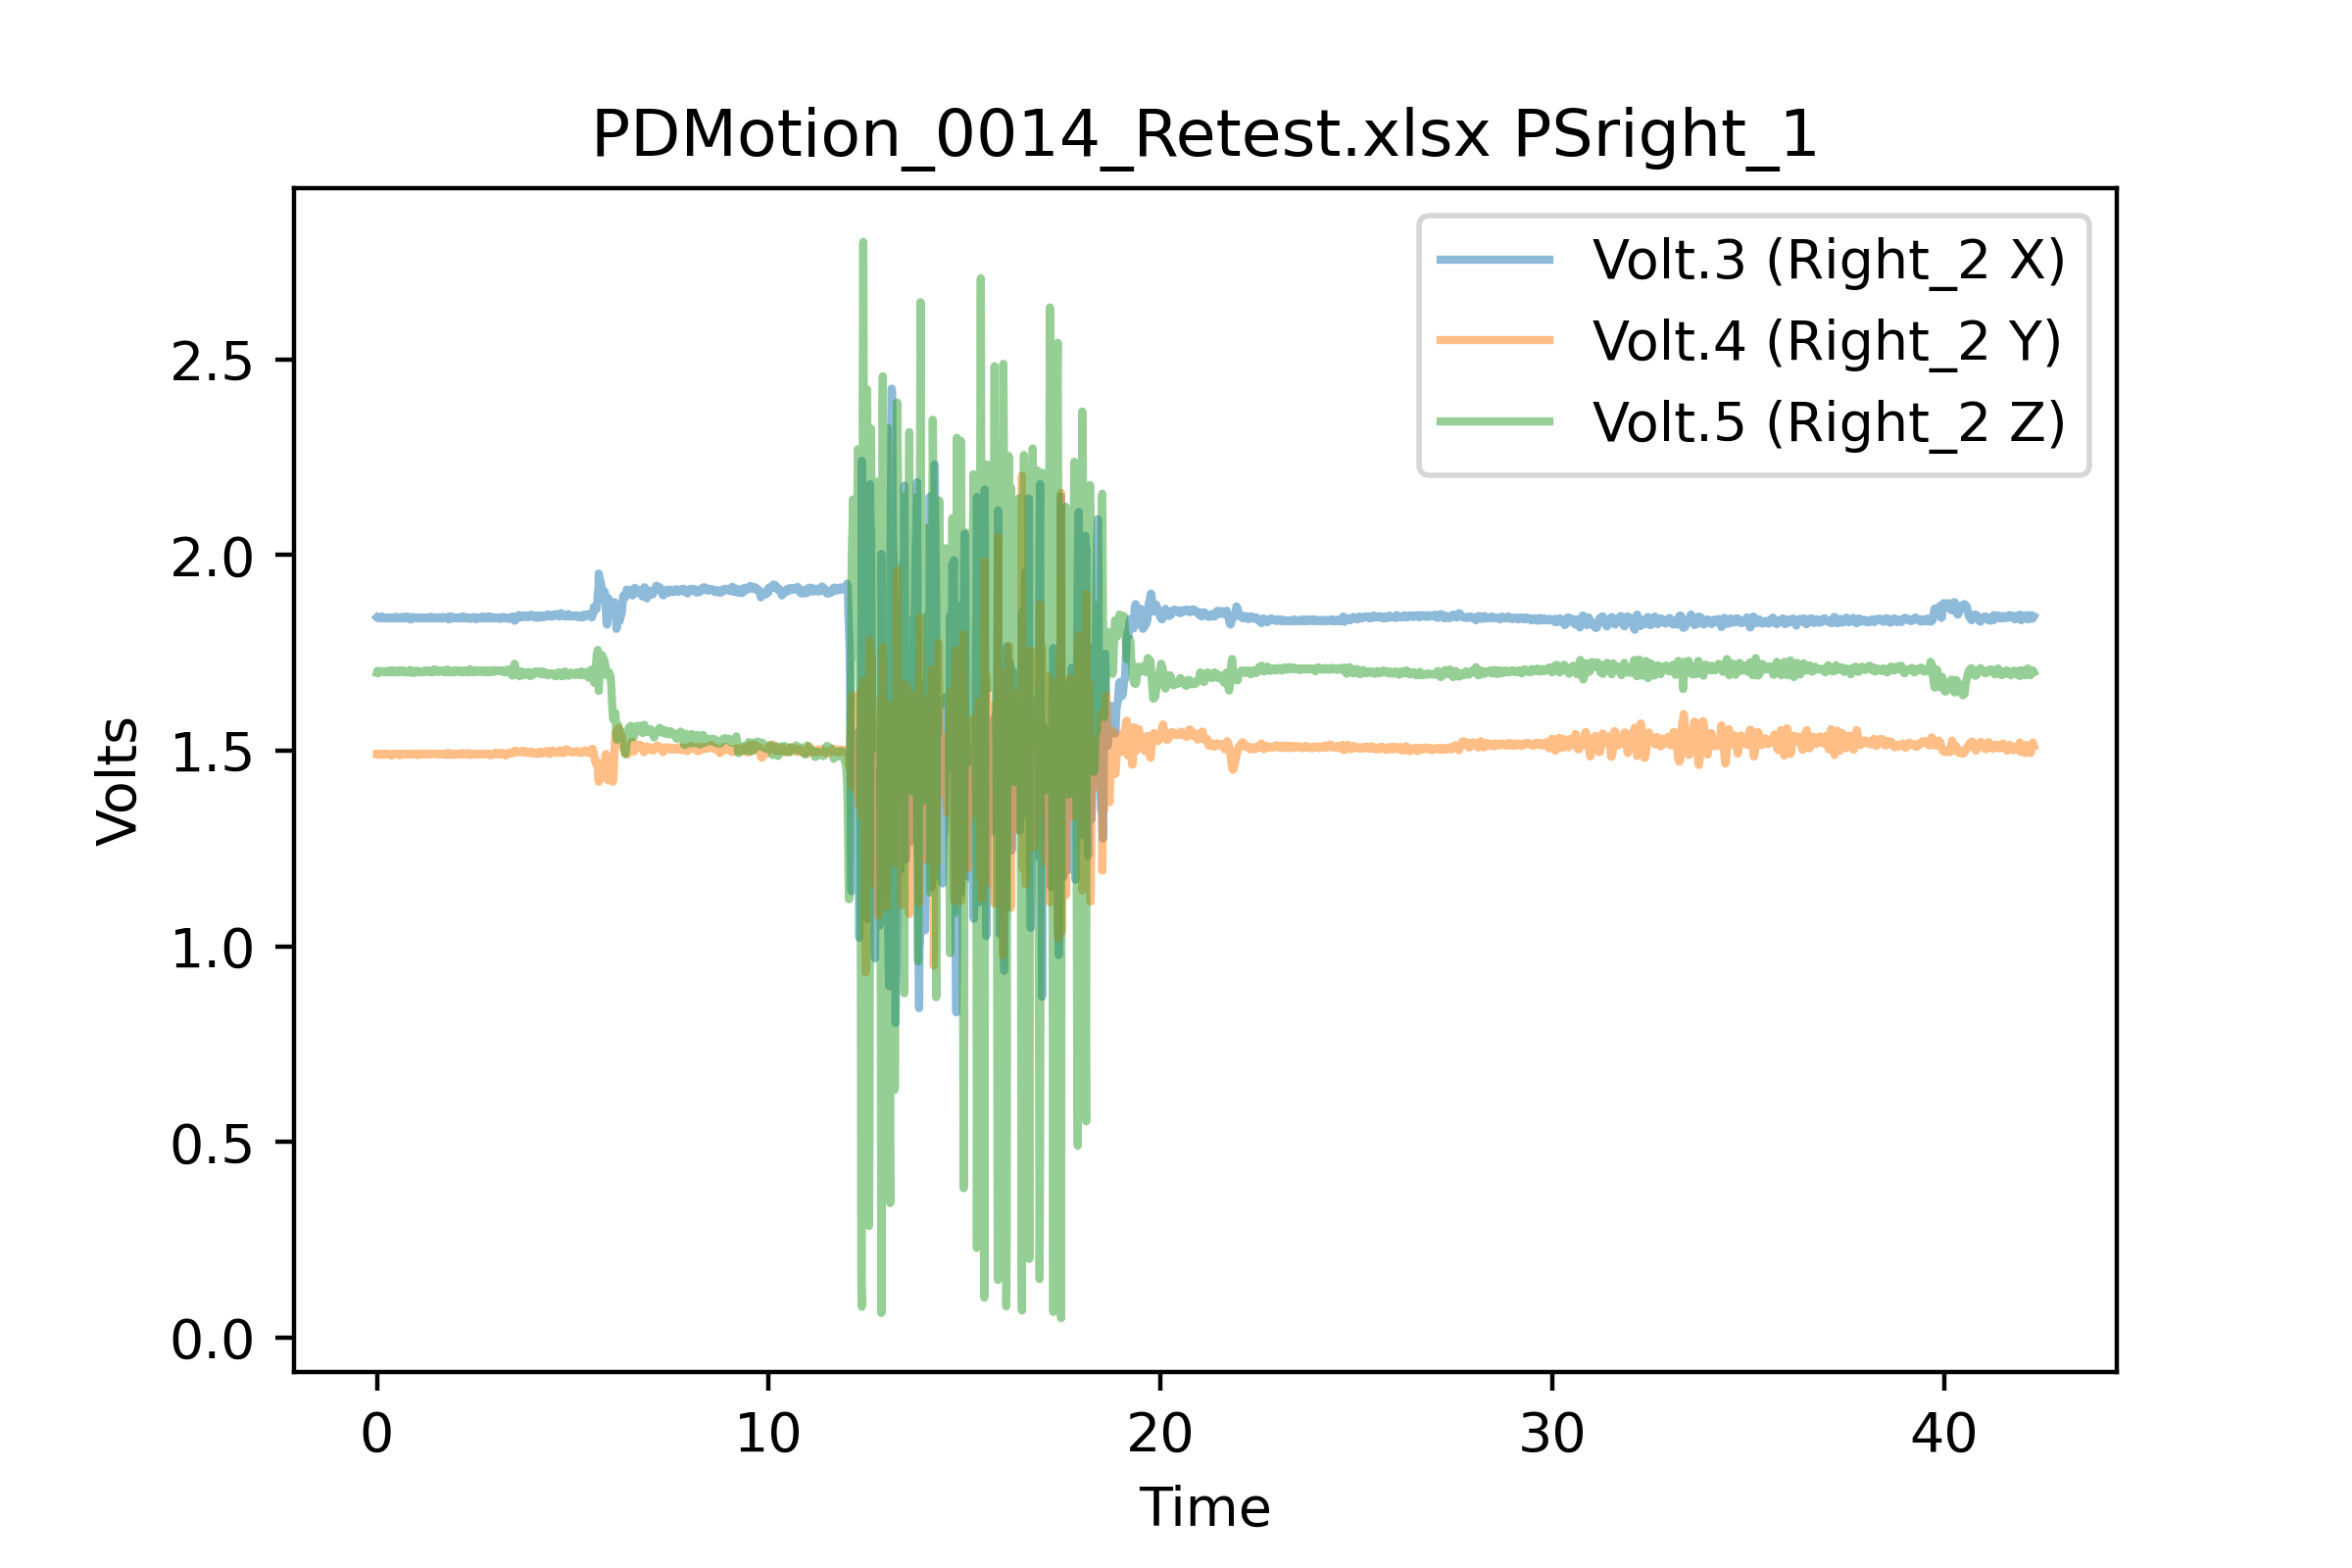 PDMotion_0014_Retest.xlsx PSright_1
Volt.3 (Right_2 X)
Volt.4 (Right_2 Y)
Volt.5 (Right_2 Z)
Volts
2.5
2.0
1.5
1.0
0.5
0.0
0 10 20 30 40
Time